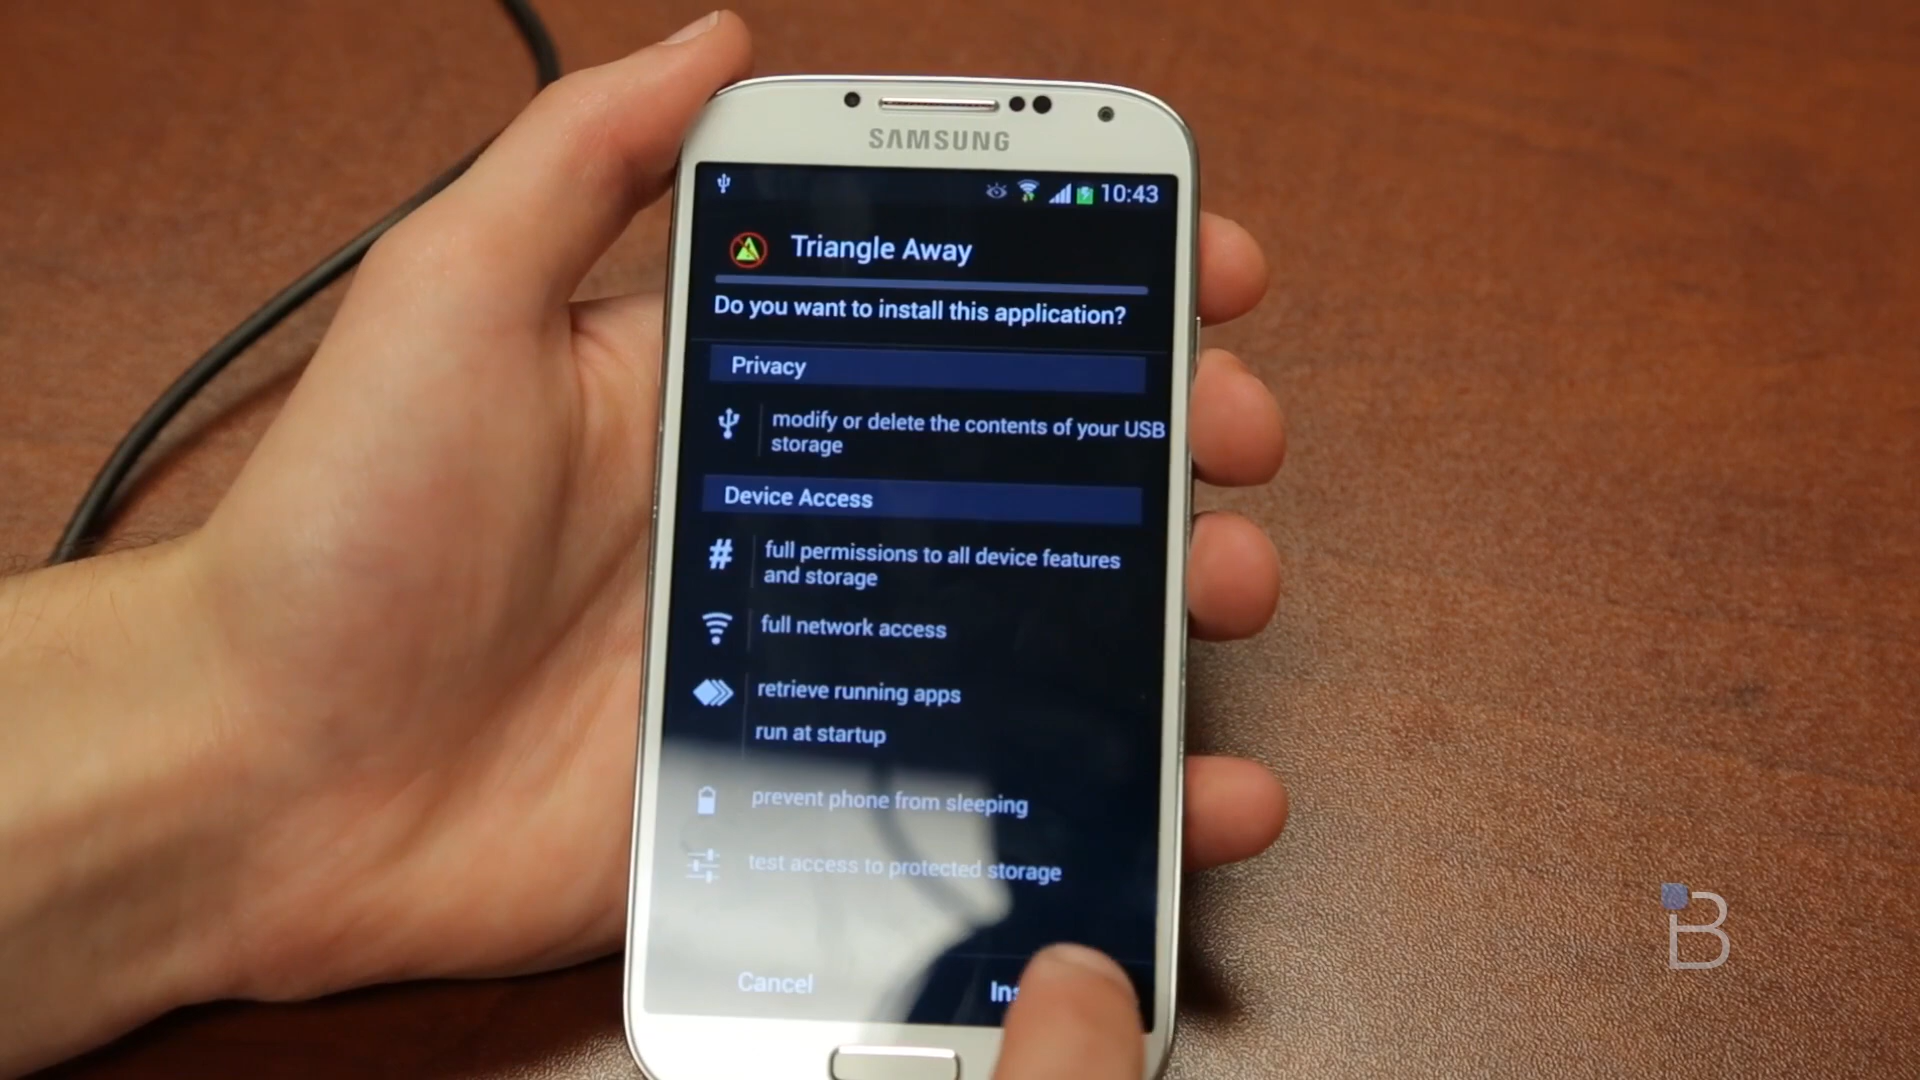 SAMSUNG
10:43
Triangle Away
Do you want to install this application?
Privacy
modify or delete the contents of your USB
storage
Device Access
#
full permissions to all device features
and storage
full network access
retrieve running apps
run at startup
prevent phone from sleeping
test access to protected storage
Cancel
B